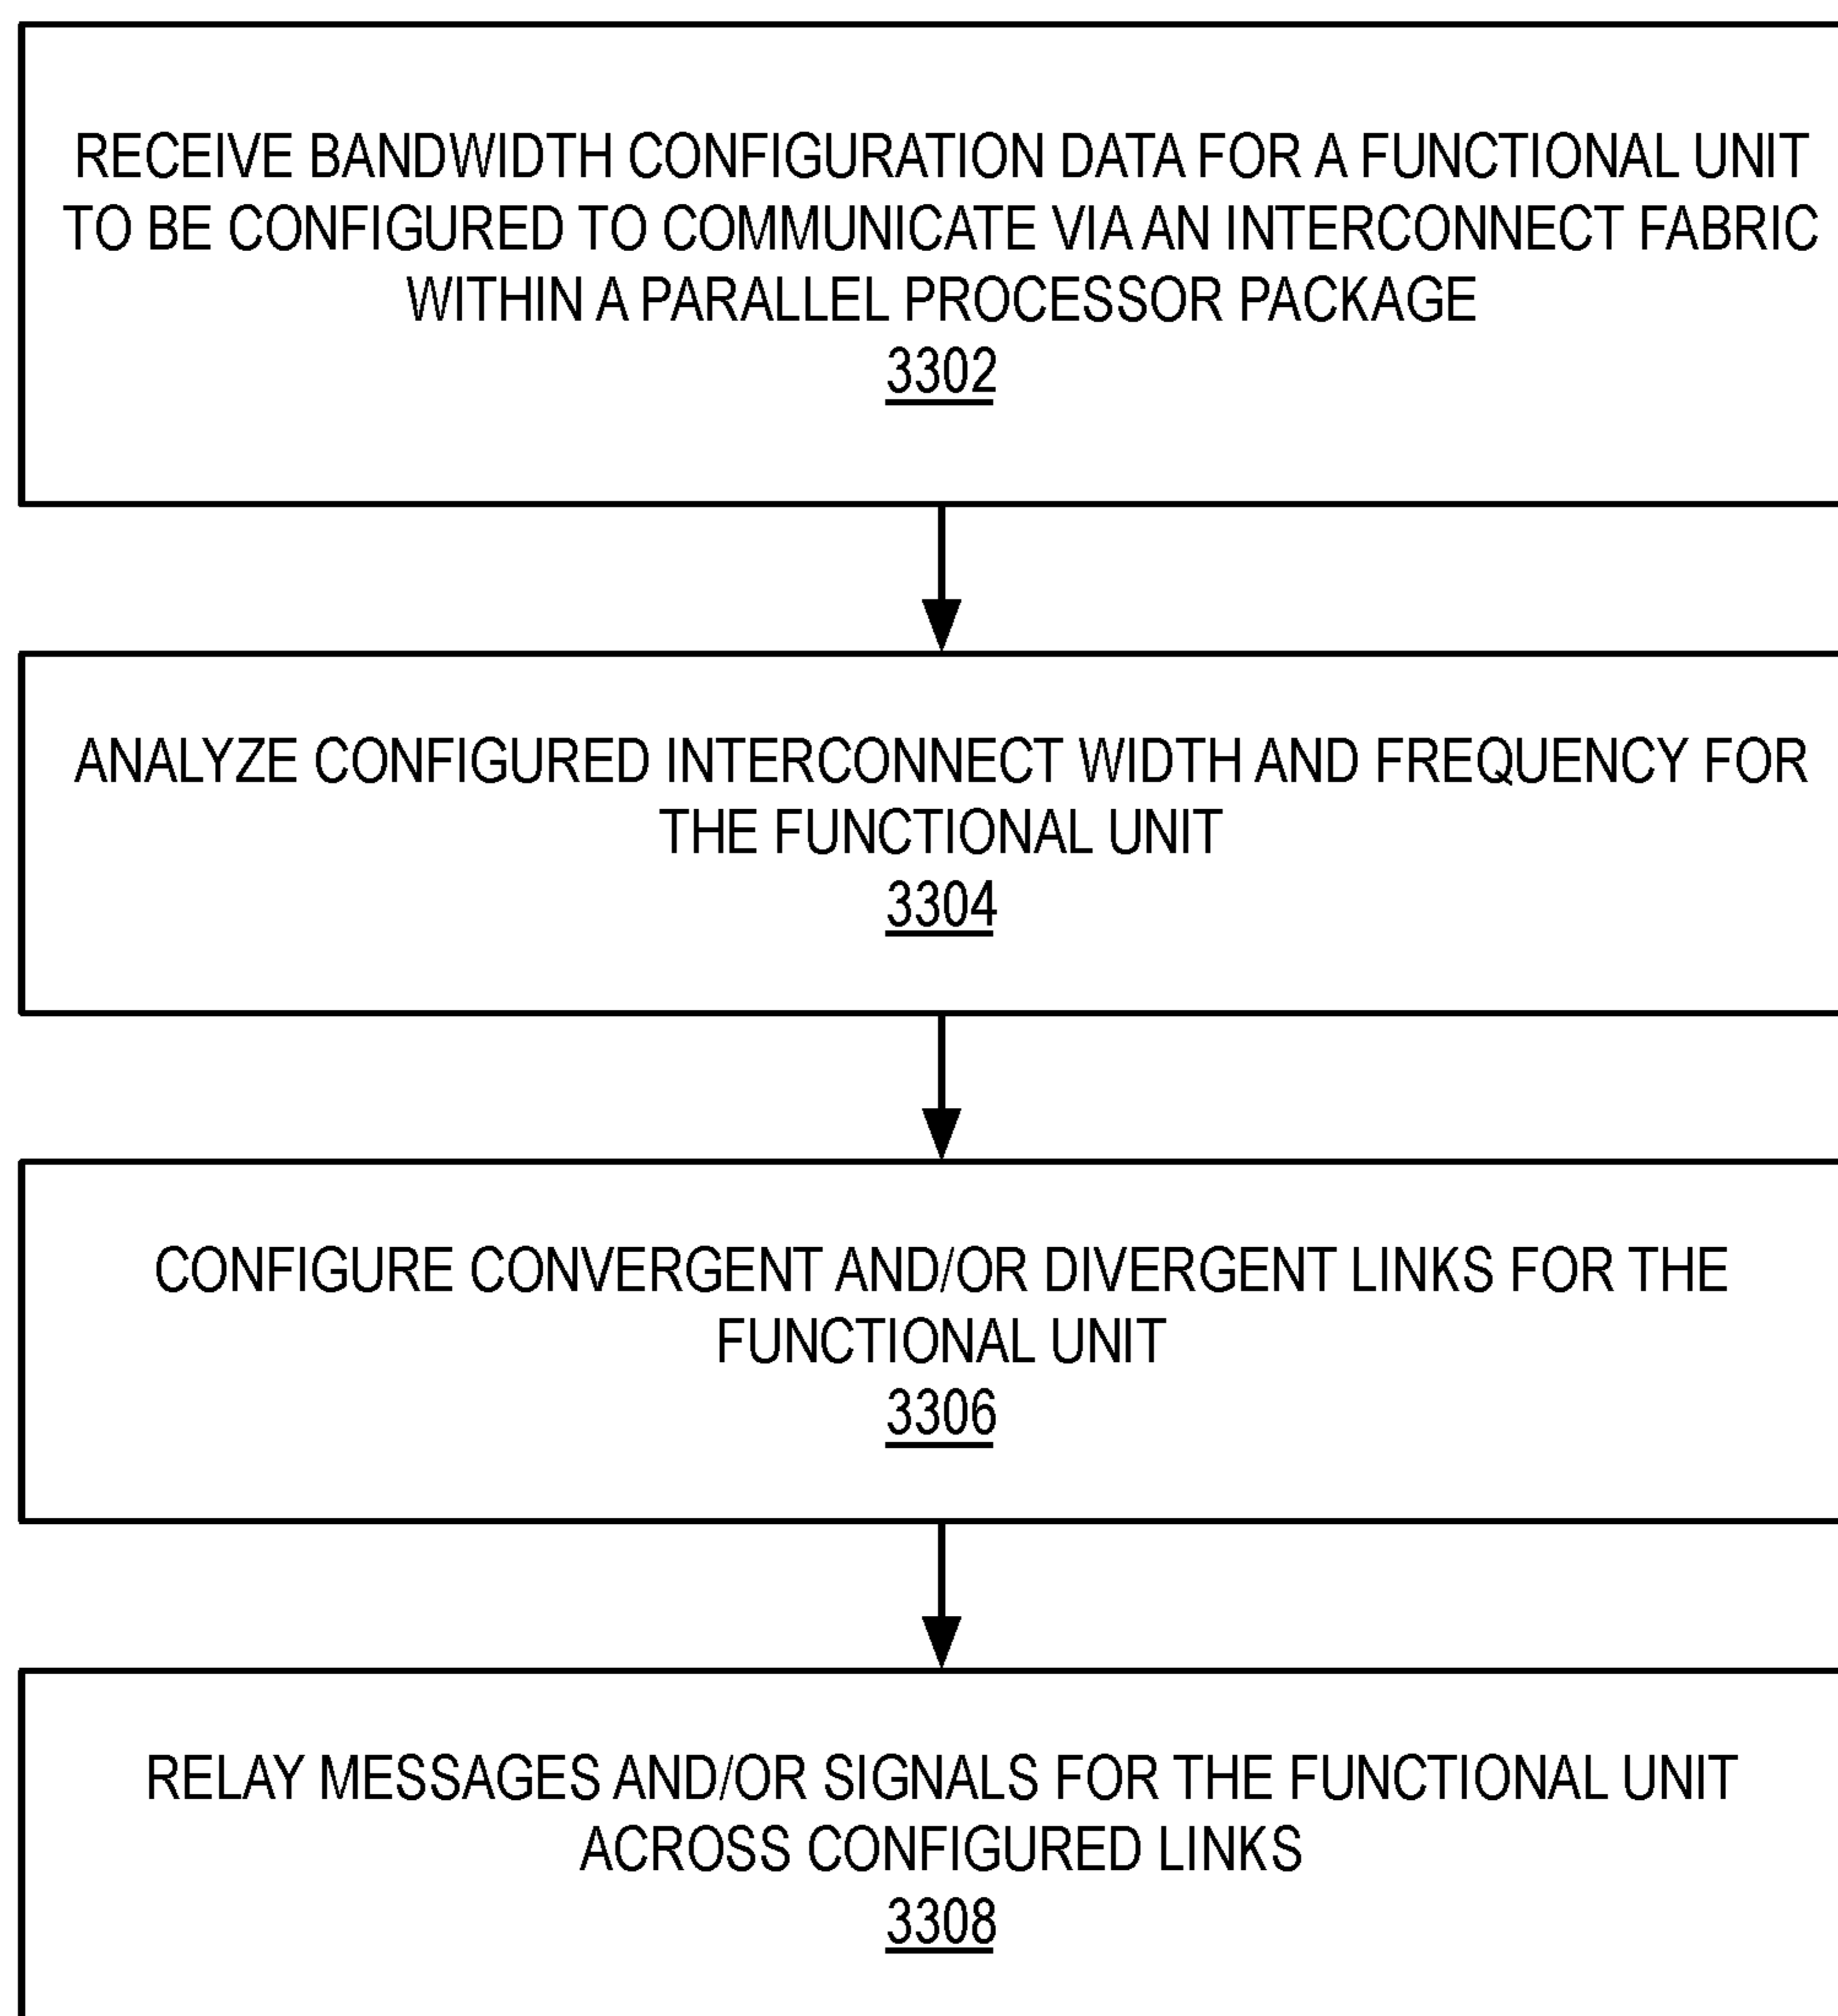 RECEIVE BANDWIDTH CONFIGURATION DATA FOR A FUNCTIONAL UNIT
TO BE CONFIGURED TO COMMUNICATE VIA AN INTERCONNECT FABRIC
WITHIN A PARALLEL PROCESSOR PACKAGE
3302
ANALYZE CONFIGURED INTERCONNECT WIDTH AND FREQUENCY FOR
THE FUNCTIONAL UNIT
3304
CONFIGURE CONVERGENT AND/OR DIVERGENT LINKS FOR THE
FUNCTIONAL UNIT
3306
RELAY MESSAGES AND/OR SIGNALS FOR THE FUNCTIONAL UNIT
ACROSS CONFIGURED LINKS
3308